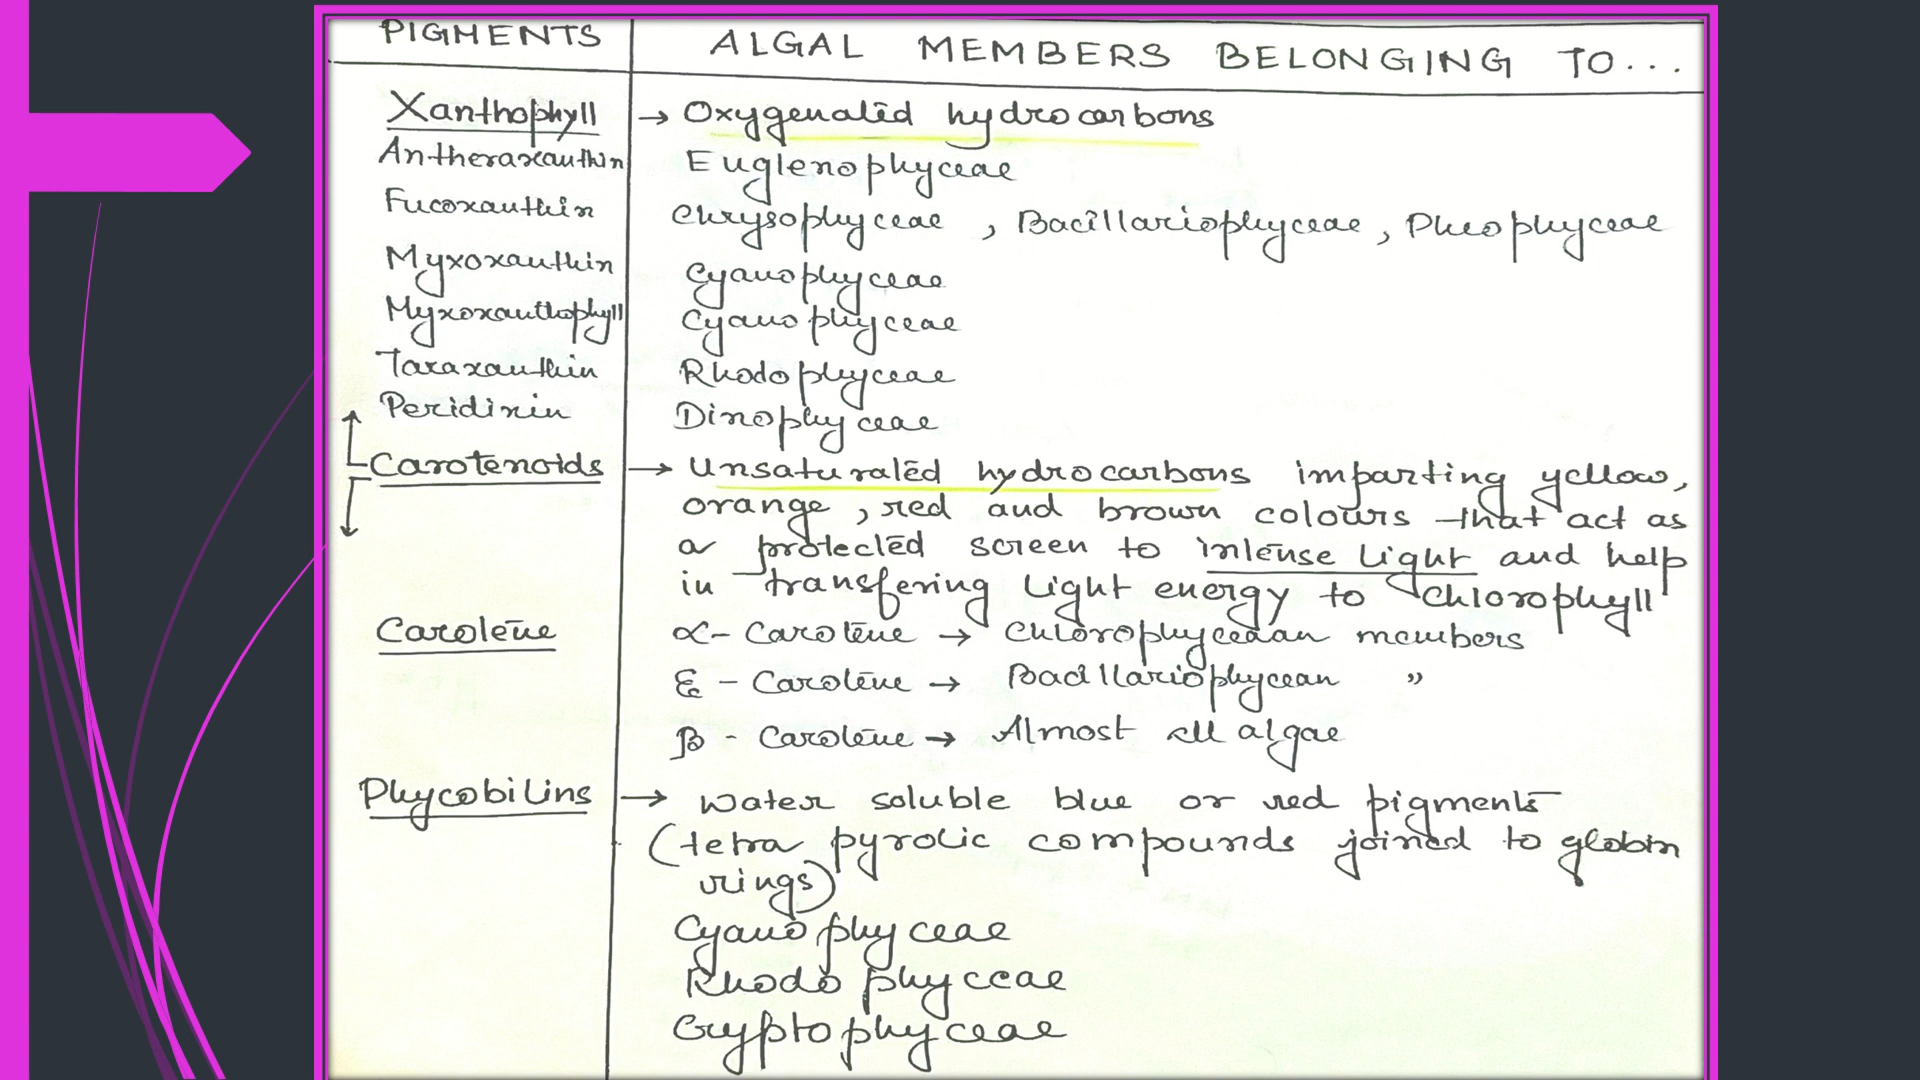 PIGMENTS ALGAL MEMBERS BELONGING TO...
Xanthophyll → Oxygenated hydrocarbons
Antheraxanthin Euglenophyceae
Fucoxanthin Chrysophyceae , Bacillariophyceae, Pheophyceae
Myxoxanthin Cyanophyceae
Myxoxanthophyll Cyanophyceae
Taraxanthin Rhodophyceae
Peridinin Dinophyceae
Carotenoids → Unsaturated hydrocarbons imparting yellow,
orange, red and brown colours that act as
a protected screen to intense light and help
in transfering light energy to chlorophyll
Carotene α- Carotene → Chlorophyceaan members
Ɛ - Carotene → Bacillariophycean "
β - Carotene → Almost all algae
Phycobilins → Water soluble blue or red pigments
(tetra pyrolic compounds joined to globin
rings)
Cyanophyceae
Rhodophyceae
Cryptophyceae